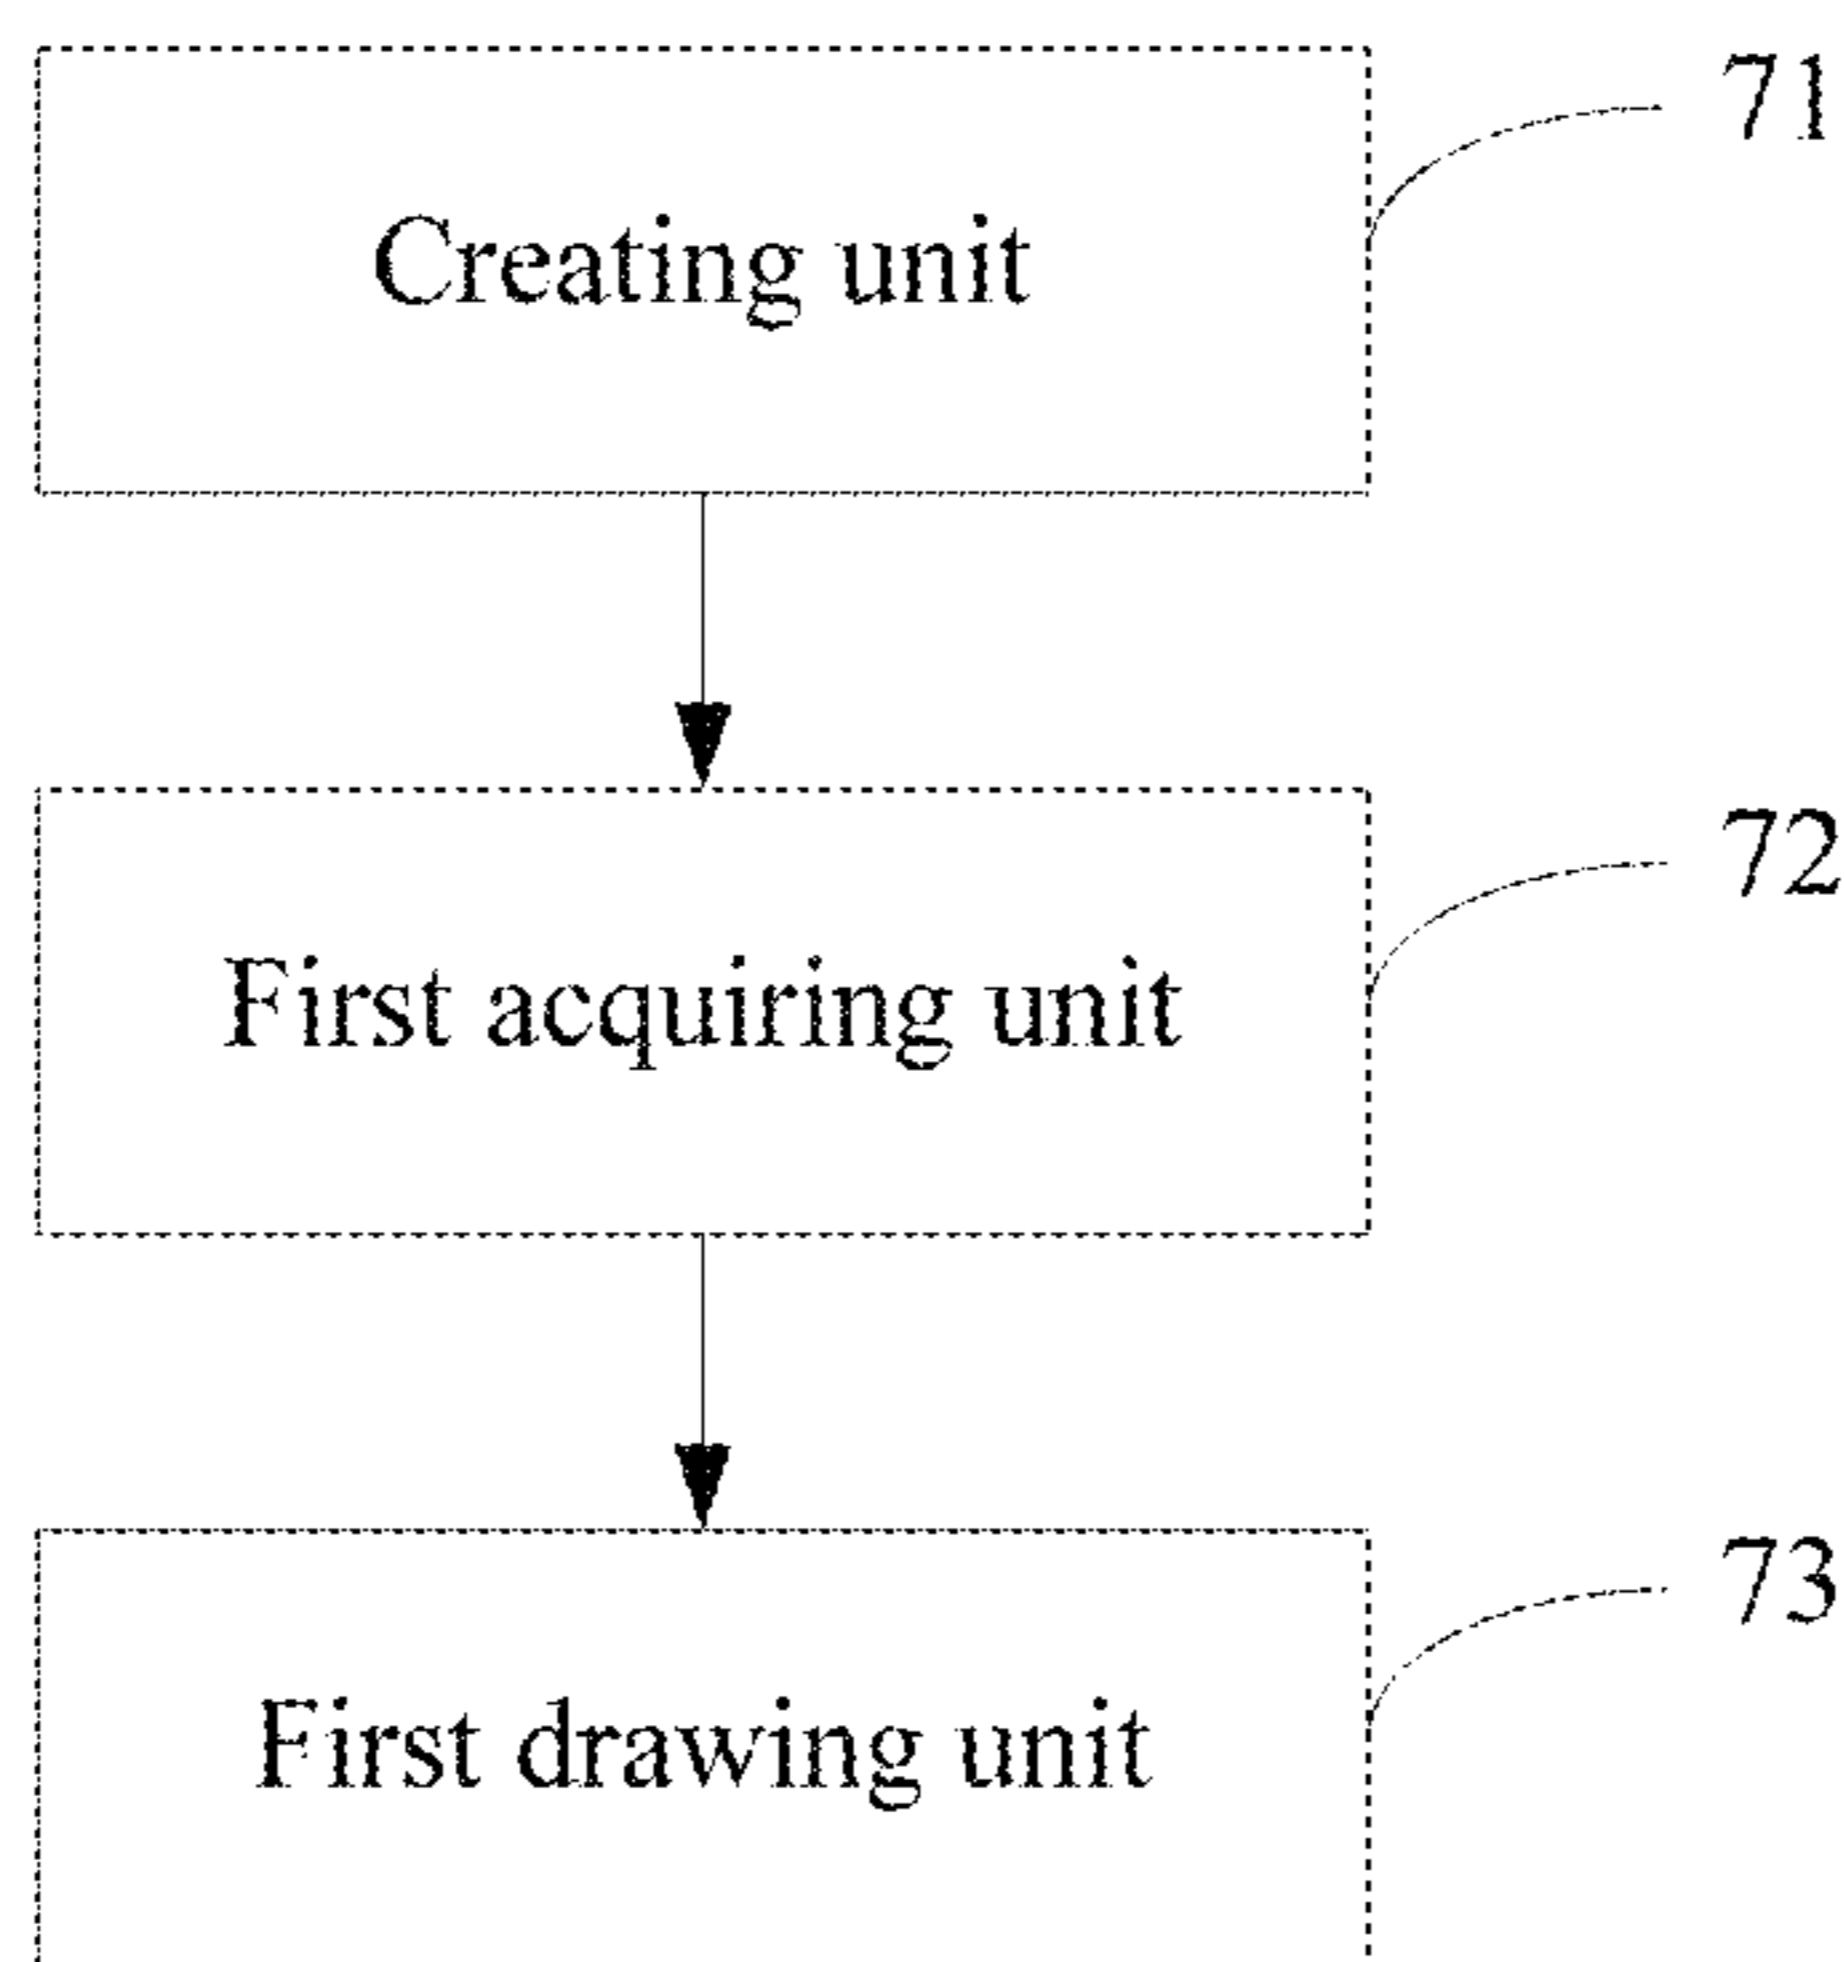 71
Creating unit
72
First acquiring unit
73
First drawing unit